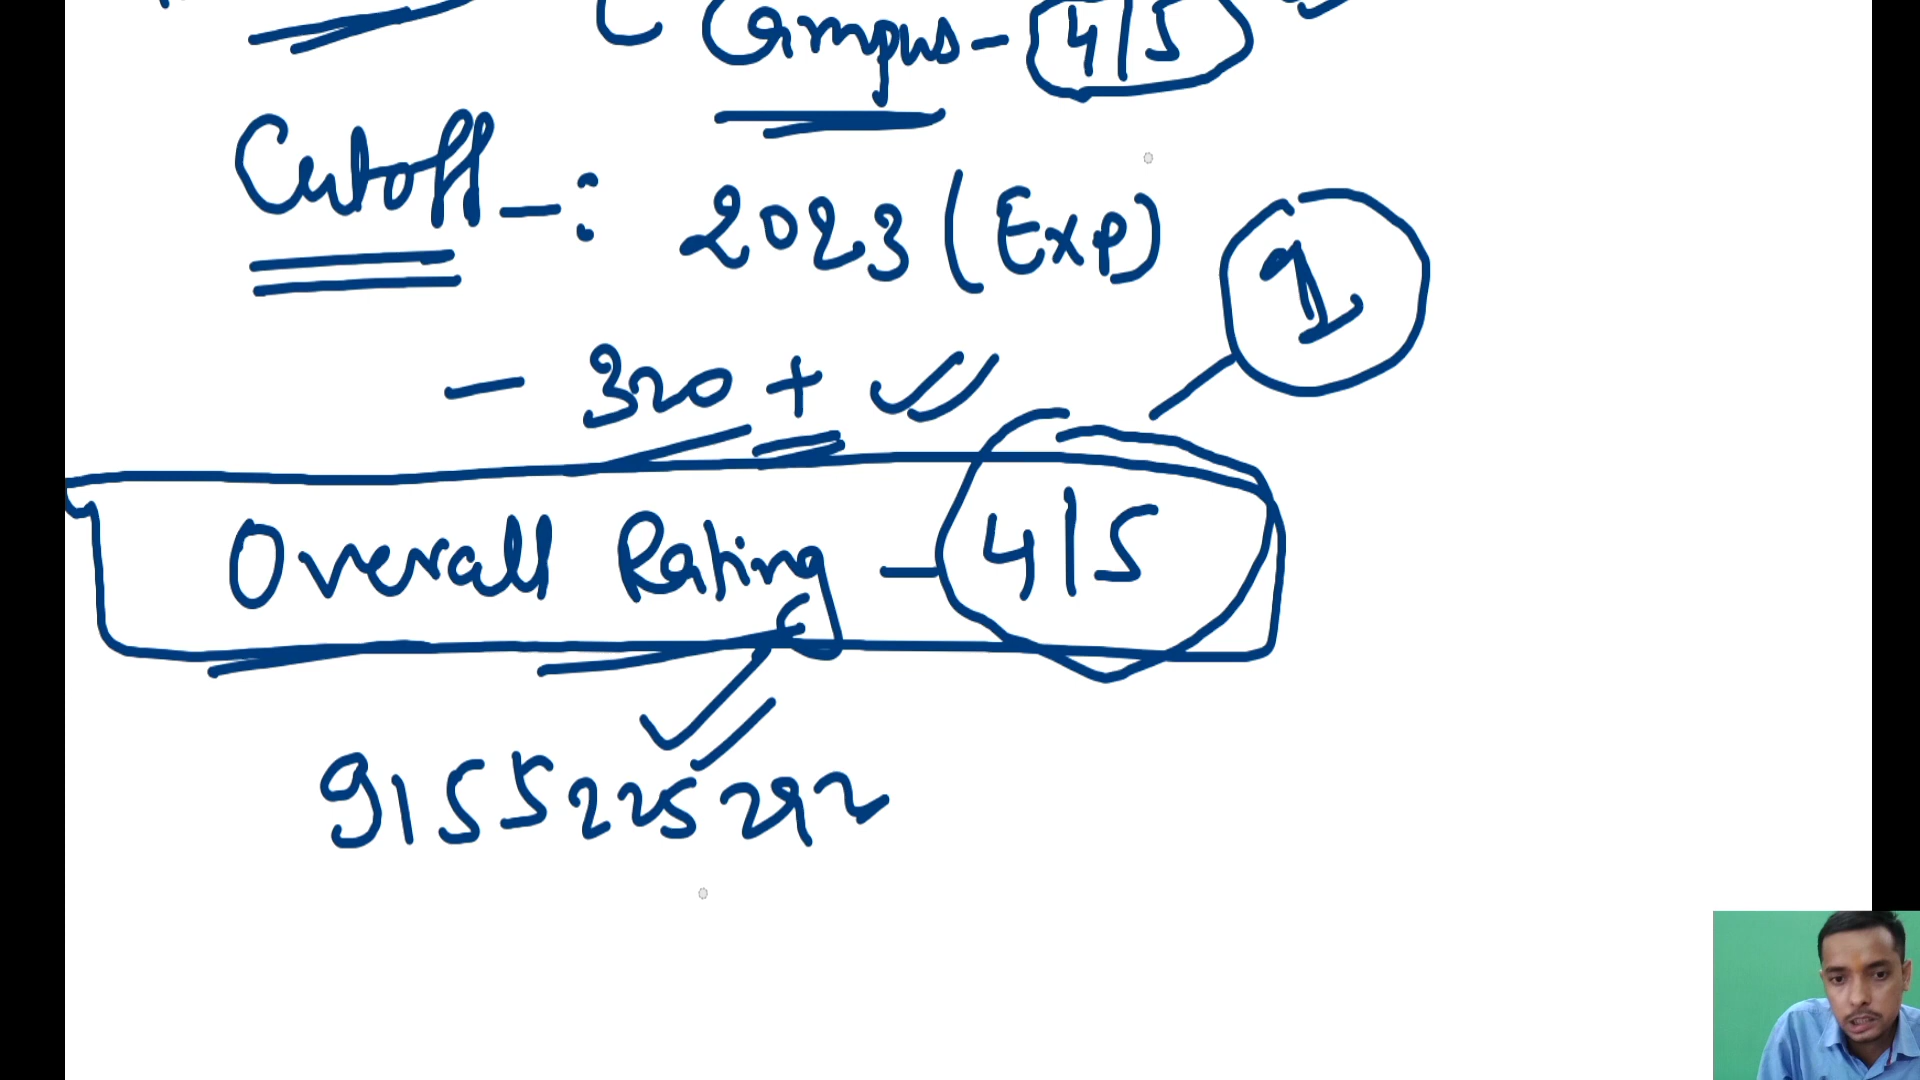 ( Campus - 4/5
Cutoff -: 2023 (Exp)
1
- 320 +
Overall Rating - 4/5
9155225292